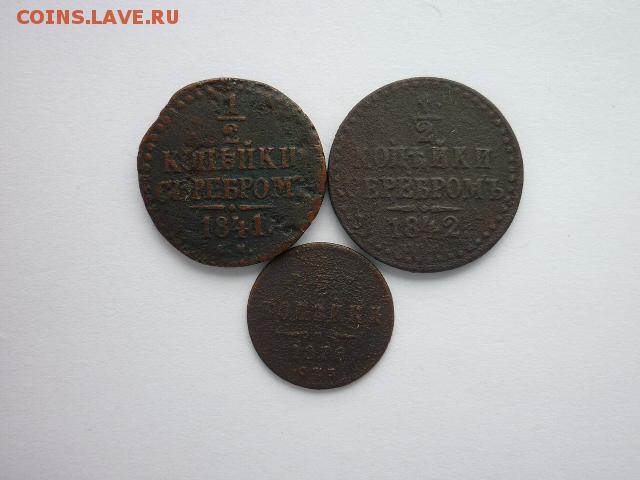 COINS.LAVE.RU
1
2
КОПѢЙКИ
СЕРЕБРОМЪ
1841
1
2
КОПѢЙКИ
СЕРЕБРОМЪ
1842
КОПѢЙКИ